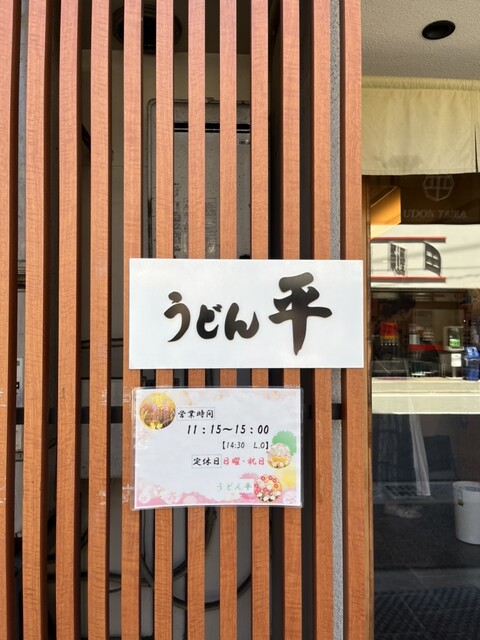 うどん 平
営業時間
11:15～15:00
【14:30 L.O】
定休日 日曜・祝日
うどん平
UDON TAIRA